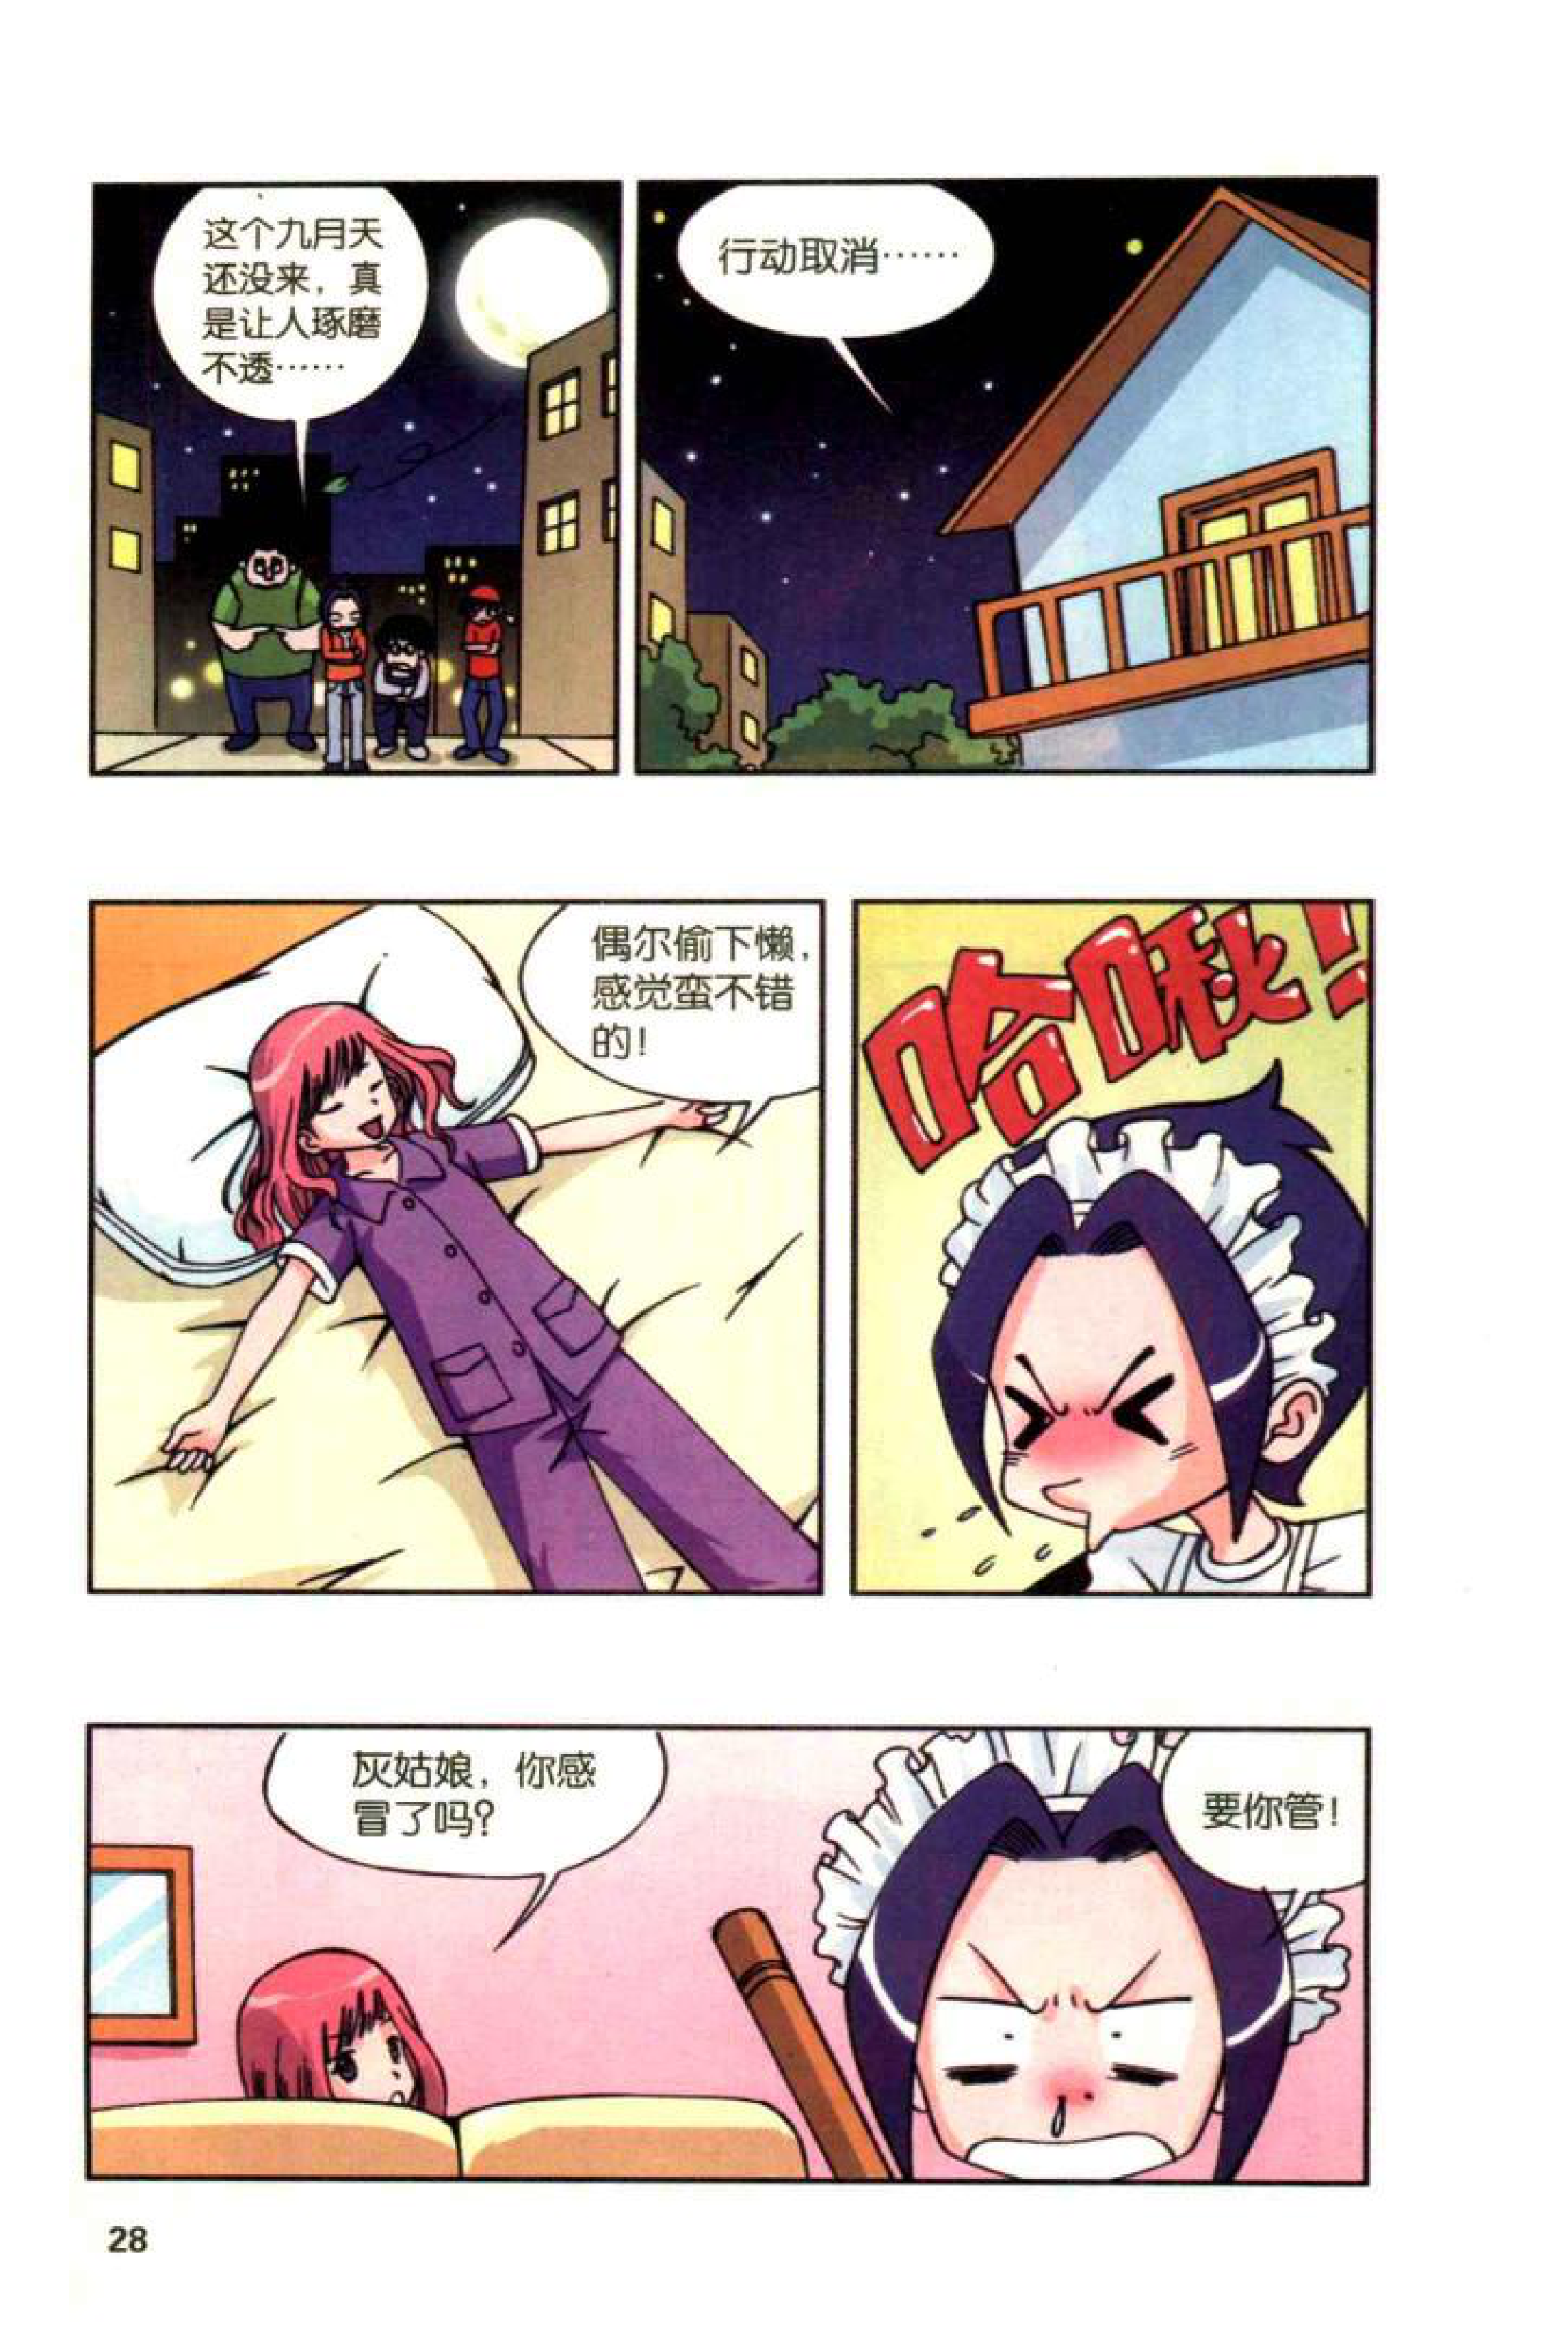 这个九月天
还没来，真
是让人琢磨
不透……
行动取消……
偶尔偷下懒，
感觉蛮不错
的！
哈啾！
灰姑娘，你感
冒了吗？
要你管！
28